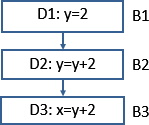 D1: y=2 B1
D2: y=y+2 B2
D3: x=y+2 B3